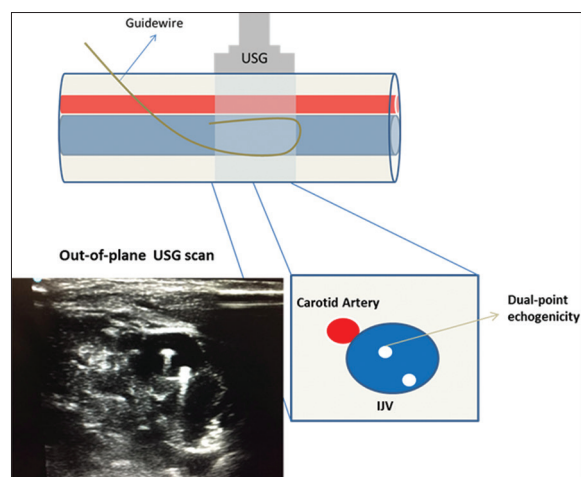 Guidewire
USG
Out-of-plane USG scan
Carotid Artery
Dual-point
echogenicity
IJV